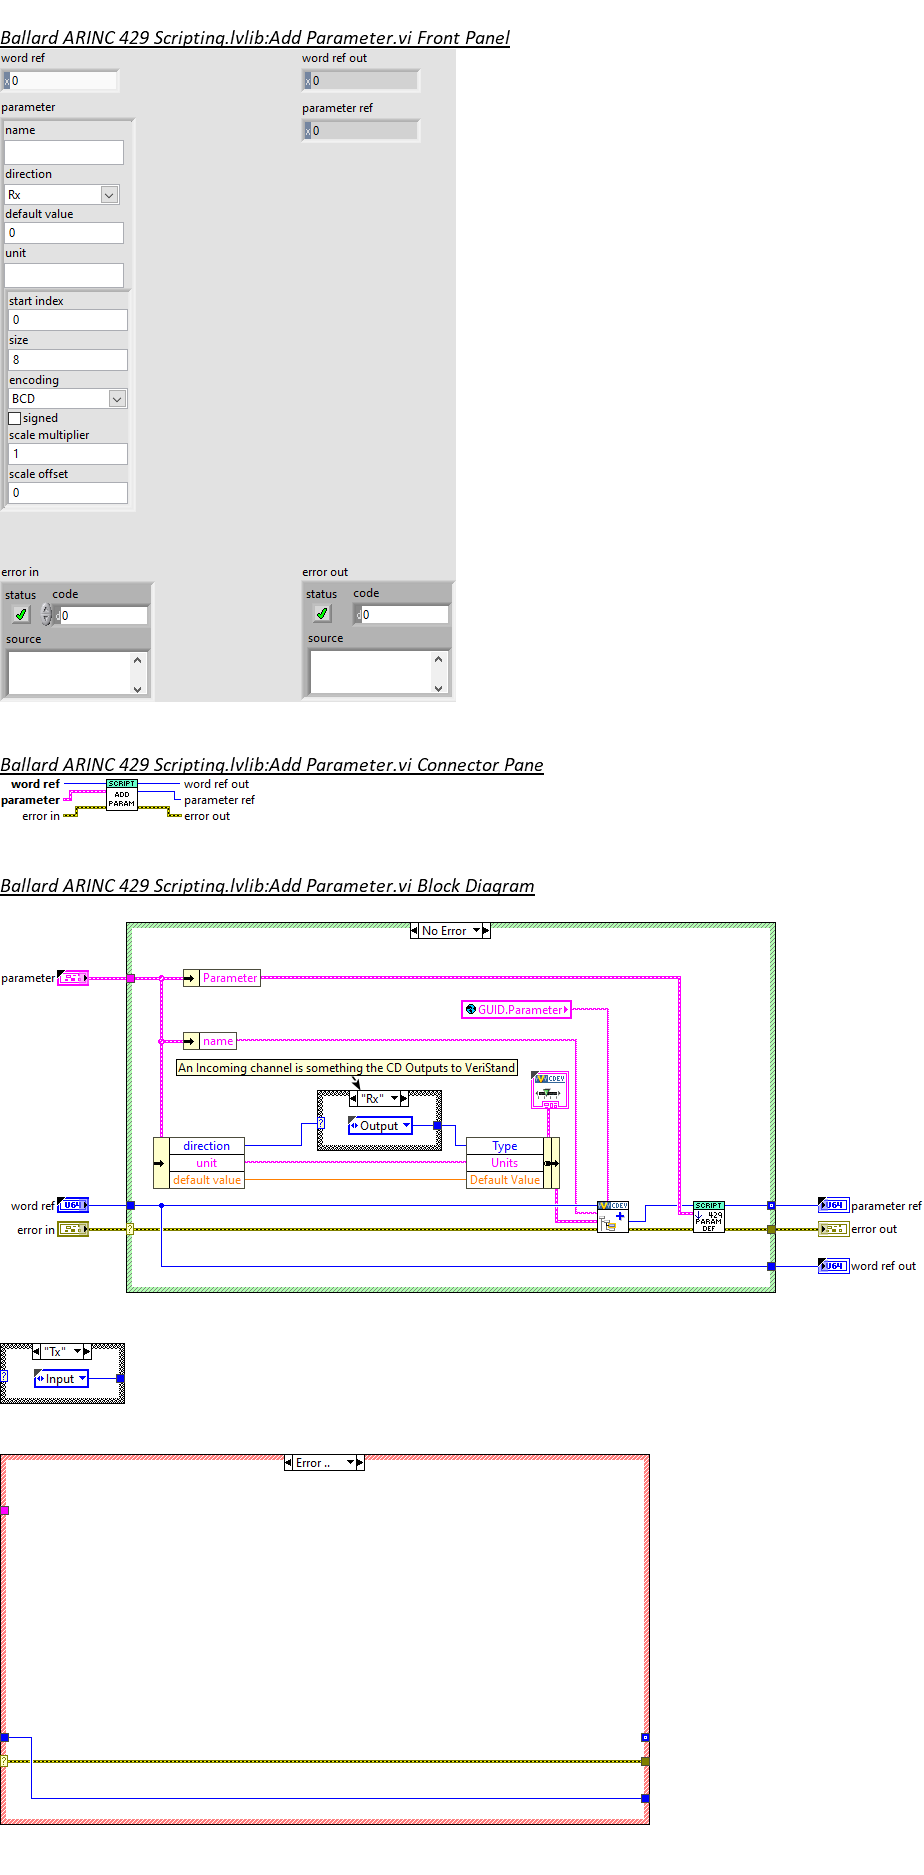 Ballard ARINC 429 Scripting.lvlib:Add Parameter.vi Front Panel
word ref
word ref out
x 0
x 0
parameter
parameter ref
x 0
name
direction
Rx
default value
0
unit
start index
0
size
8
encoding
BCD
signed
scale multiplier
1
scale offset
0
error in
error out
status code
status code
d 0
d 0
source
source
Ballard ARINC 429 Scripting.lvlib:Add Parameter.vi Connector Pane
word ref
SCRIPT
word ref out
parameter
ADD
PARAM
parameter ref
error in
error out
Ballard ARINC 429 Scripting.lvlib:Add Parameter.vi Block Diagram
No Error
parameter
Parameter
GUID.Parameter
name
An Incoming channel is something the CD Outputs to VeriStand
CDEV
"Rx"
?
Output
direction
Type
unit
Units
default value
Default Value
word ref
U64
CDEV
SCRIPT
429
PARAM
DEF
U64
parameter ref
error in
?
error out
U64
word ref out
"Tx"
?
Input
Error ..
?